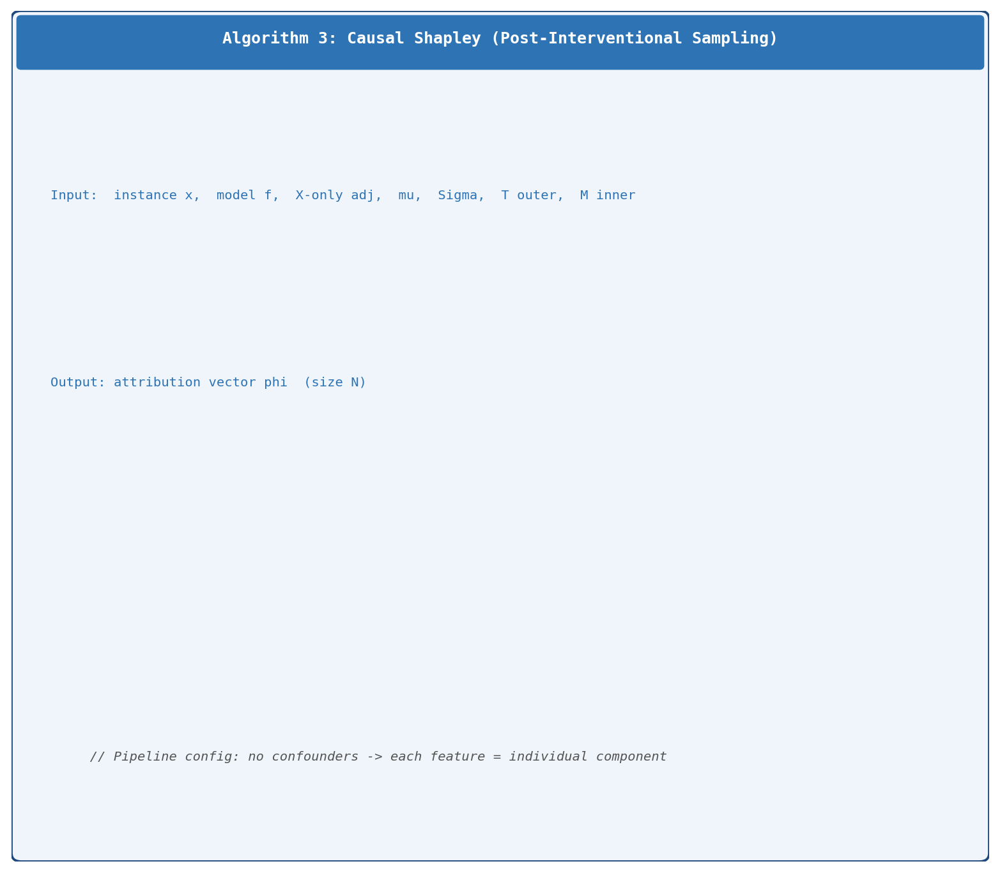 Algorithm 3: Causal Shapley (Post-Interventional Sampling)
Input:  instance x,  model f,  X-only adj,  mu,  Sigma,  T outer,  M inner
Output: attribution vector phi  (size N)
// Pipeline config: no confounders -> each feature = individual component